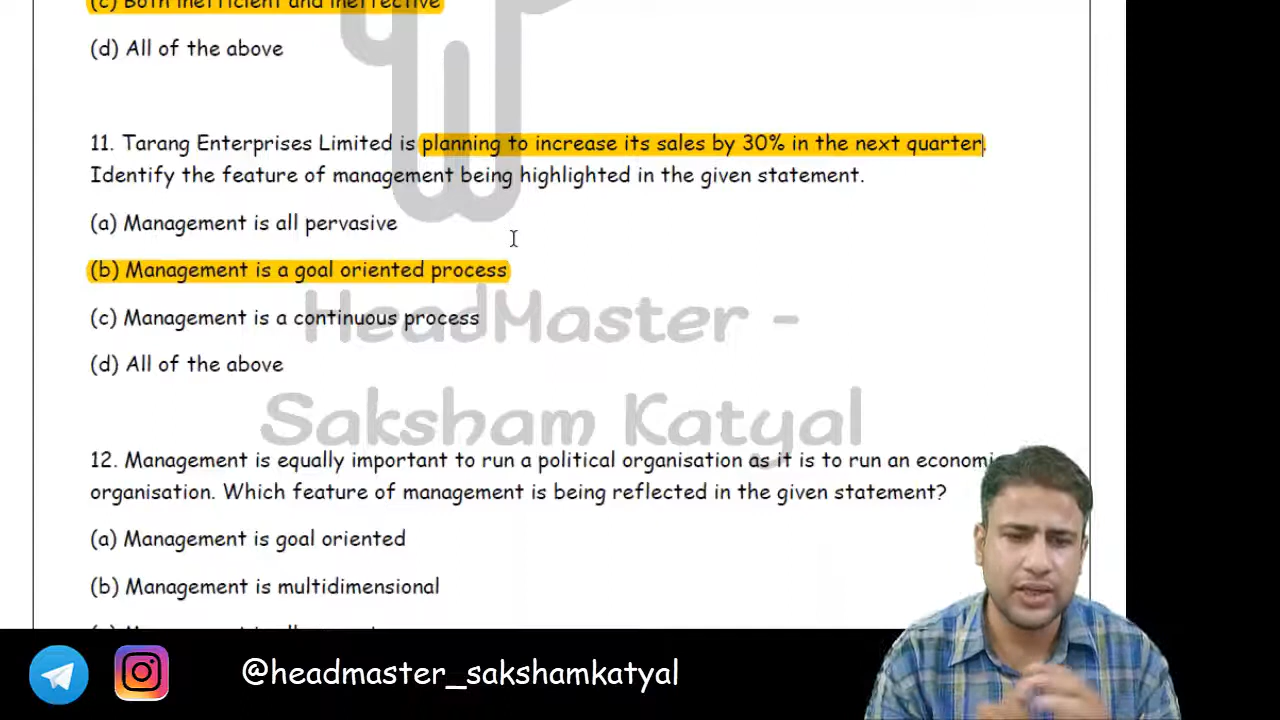 (c) Both inefficient and ineffective
(d) All of the above
11. Tarang Enterprises Limited is planning to increase its sales by 30% in the next quarter.
Identify the feature of management being highlighted in the given statement.
(a) Management is all pervasive
(b) Management is a goal oriented process
(c) Management is a continuous process
HeadMaster -
(d) All of the above
Saksham Katyal
12. Management is equally important to run a political organisation as it is to run an
organisation. Which feature of management is being reflected in the given statement?
(a) Management is goal oriented
(b) Management is multidimensional
@headmaster_sakshamkatyal